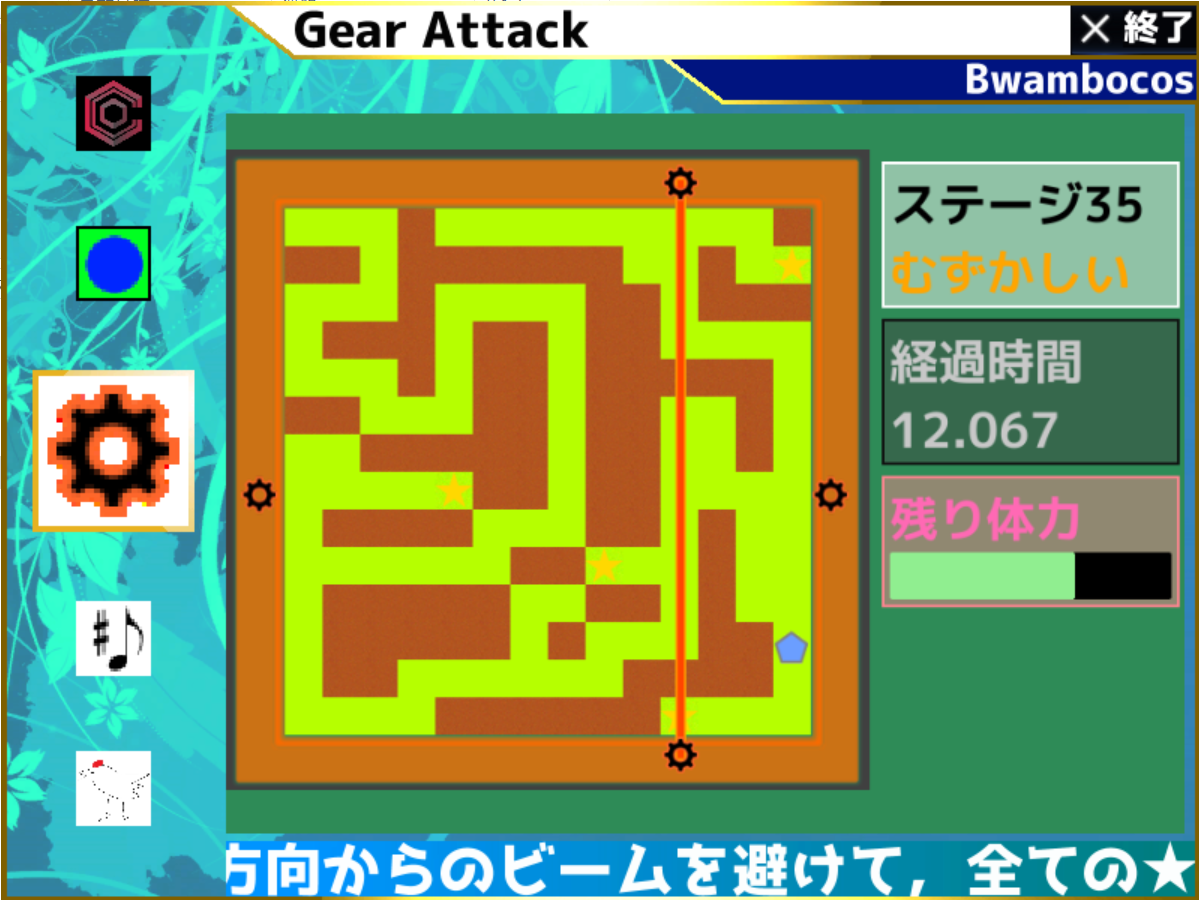 Gear Attack
× 終了
Bwambocos
ステージ35
むずかしい
経過時間
12.067
残り体力
方向からのビームを避けて，全ての★